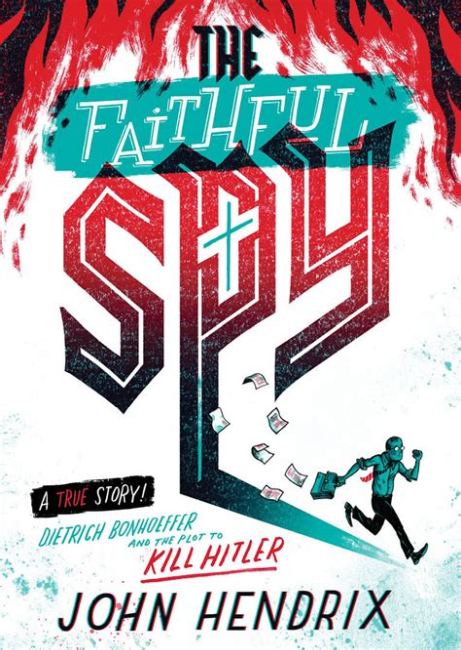 THE
FAITHFUL
SPY
A TRUE STORY!
DIETRICH BONHOEFFER
AND THE PLOT TO
KILL HITLER
JOHN HENDRIX